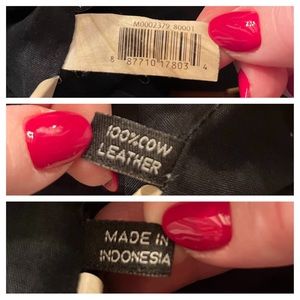 M0002379 80001
8 87710 17803 4
100% COW
LEATHER
MADE IN
INDONESIA